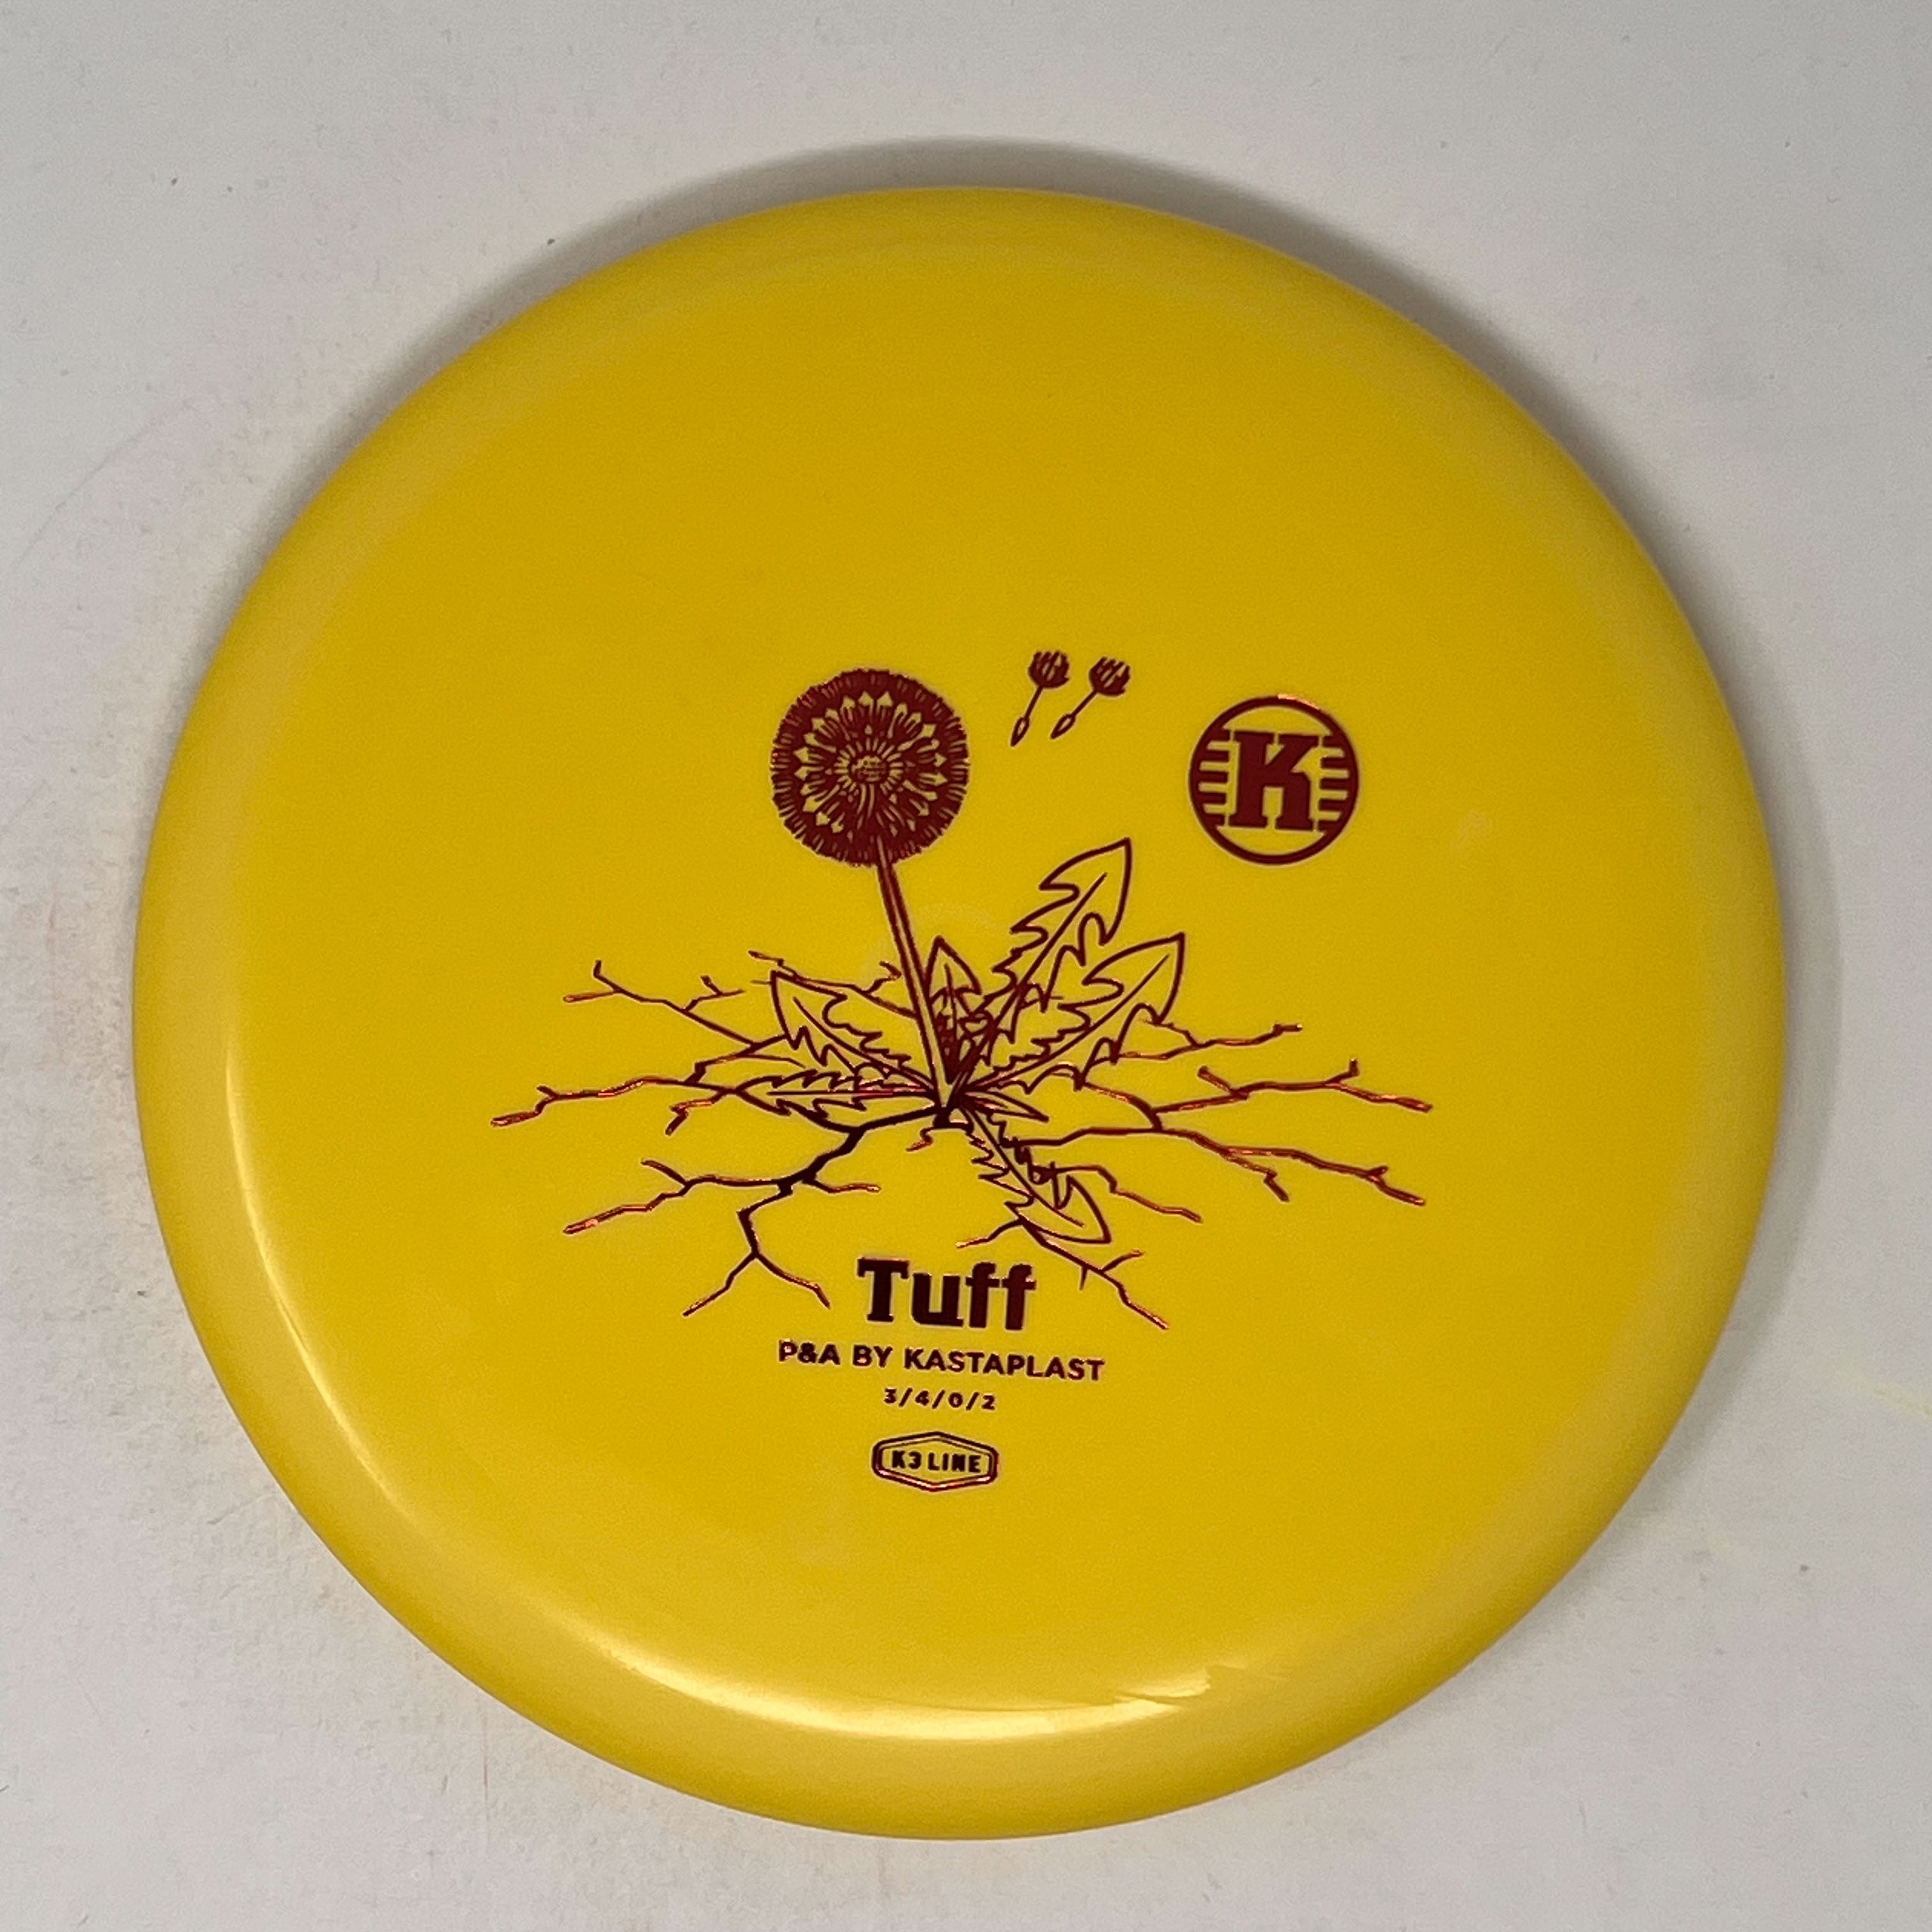 K
Tuff
P&A BY KASTAPLAST
3/4/0/2
K3 LINE